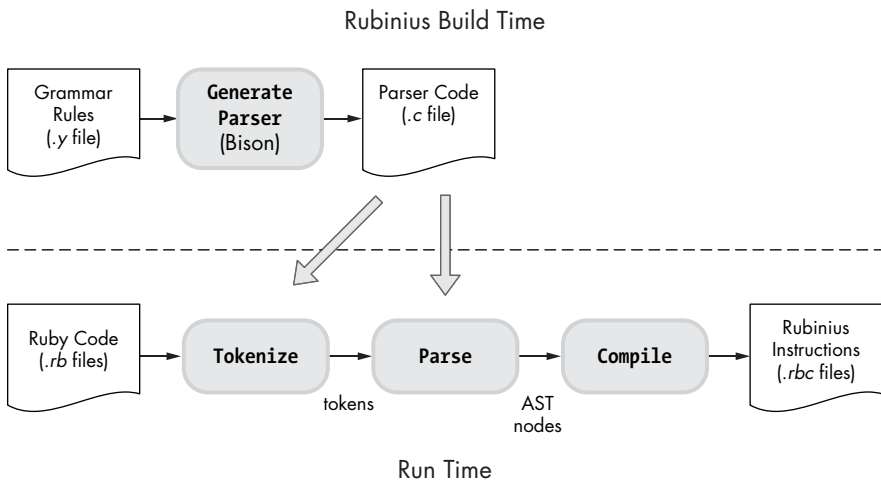 Rubinius Build Time
Grammar
Rules
(.y file)
Generate
Parser
(Bison)
Parser Code
(.c file)
Ruby Code
(.rb files)
Tokenize
tokens
Parse
AST
nodes
Compile
Rubinius
Instructions
(.rbc files)
Run Time